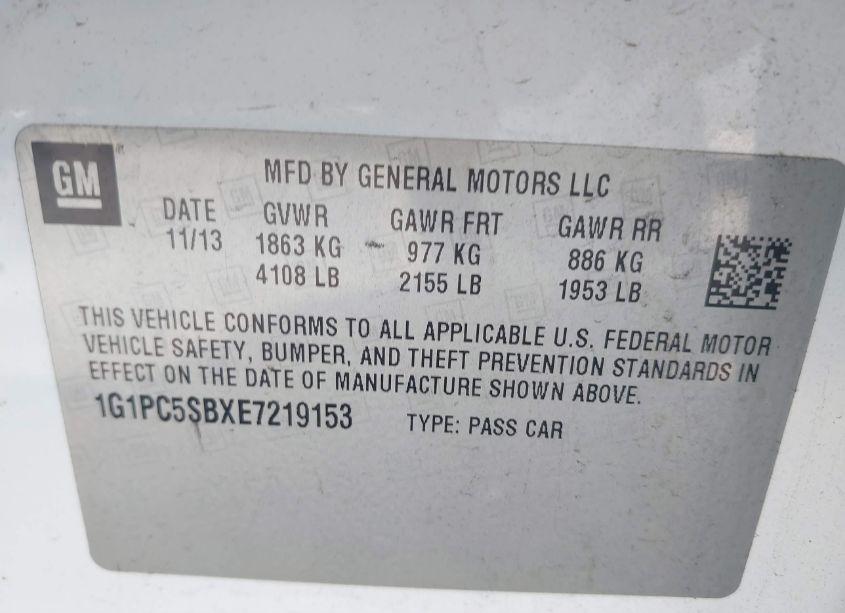 GM
MFD BY GENERAL MOTORS LLC
DATE GVWR GAWR FRT GAWR RR
11/13 1863 KG 977 KG 886 KG
4108 LB 2155 LB 1953 LB
THIS VEHICLE CONFORMS TO ALL APPLICABLE U.S. FEDERAL MOTOR
VEHICLE SAFETY, BUMPER, AND THEFT PREVENTION STANDARDS IN
EFFECT ON THE DATE OF MANUFACTURE SHOWN ABOVE.
1G1PC5SBXE7219153 TYPE: PASS CAR